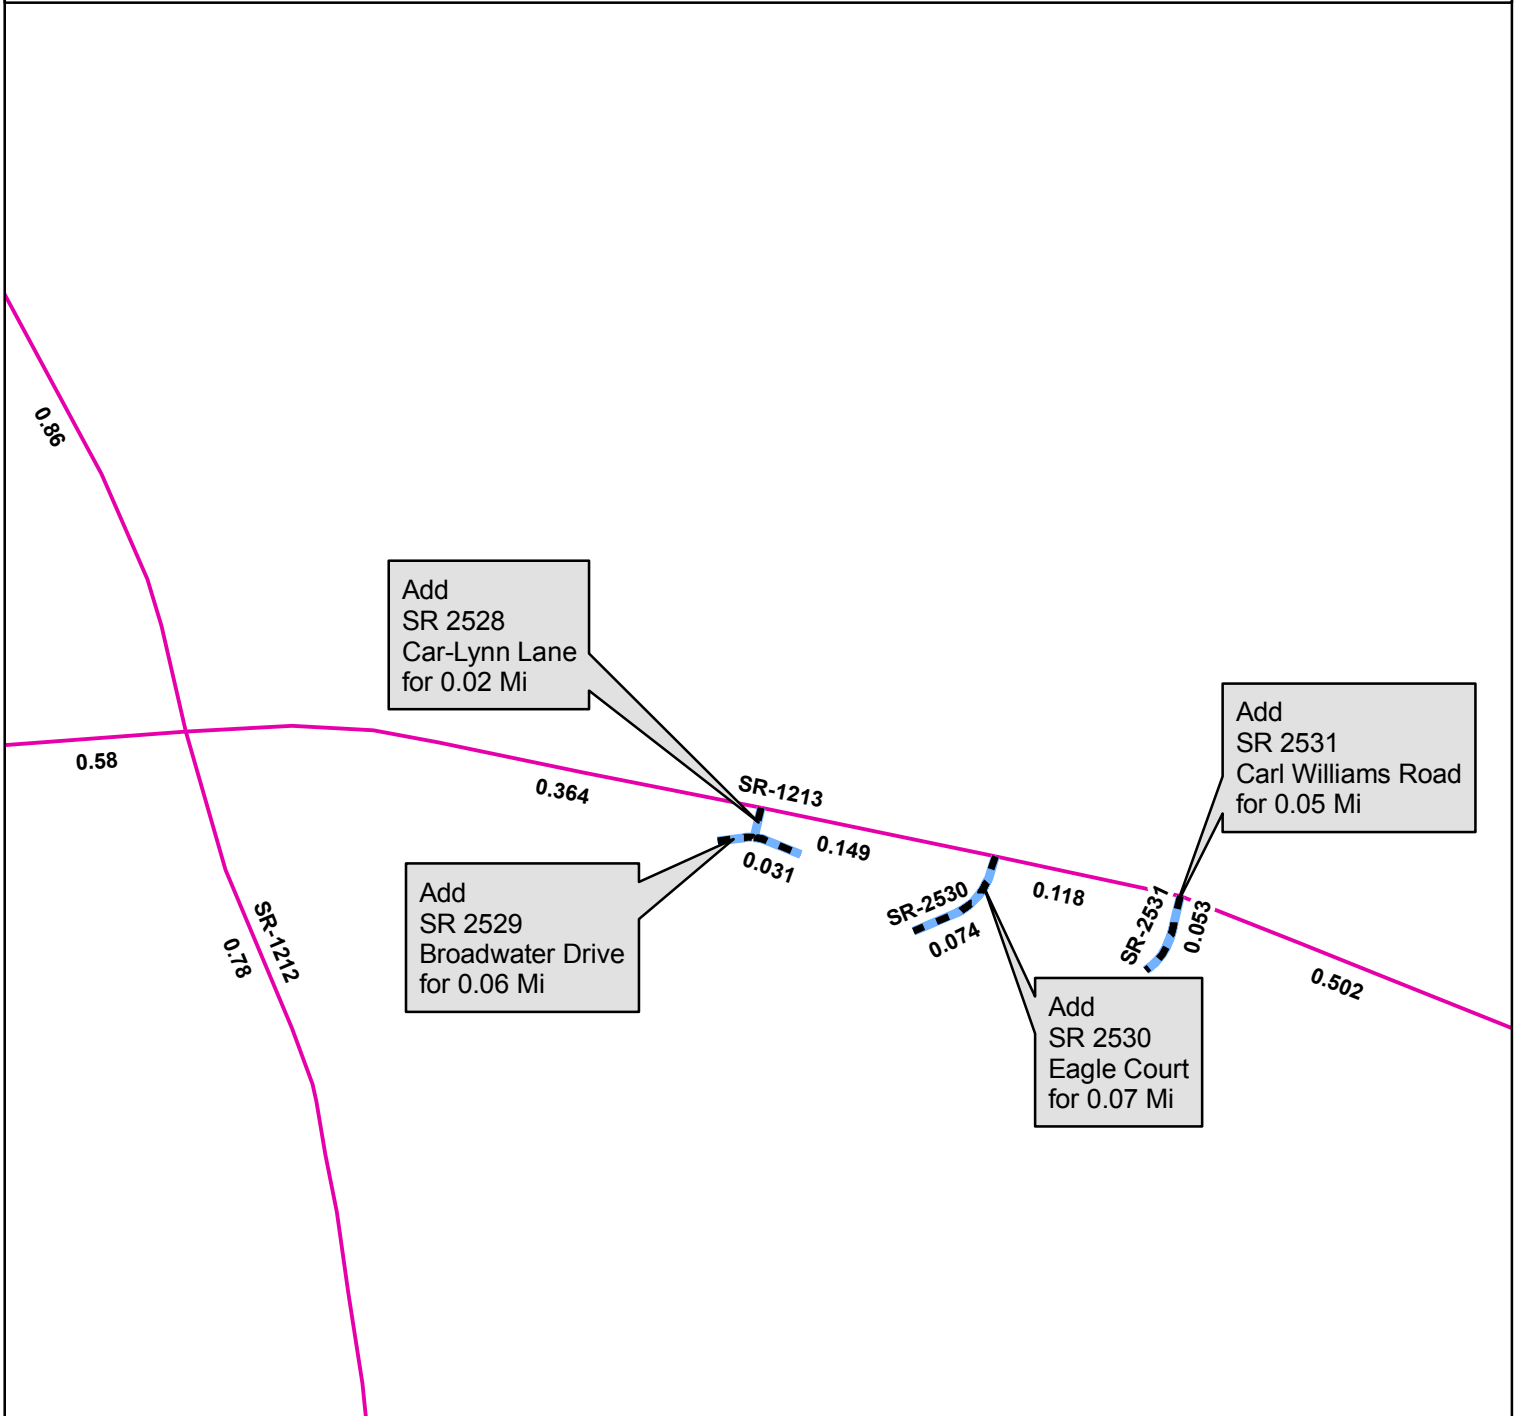 0.86
Add
SR 2528
Car-Lynn Lane
for 0.02 Mi
0.58
0.364
SR-1213
0.149
0.031
Add
SR 2529
Broadwater Drive
for 0.06 Mi
SR-1212
0.78
SR-2530
0.074
0.118
Add
SR 2531
Carl Williams Road
for 0.05 Mi
SR-2531
0.053
0.502
Add
SR 2530
Eagle Court
for 0.07 Mi